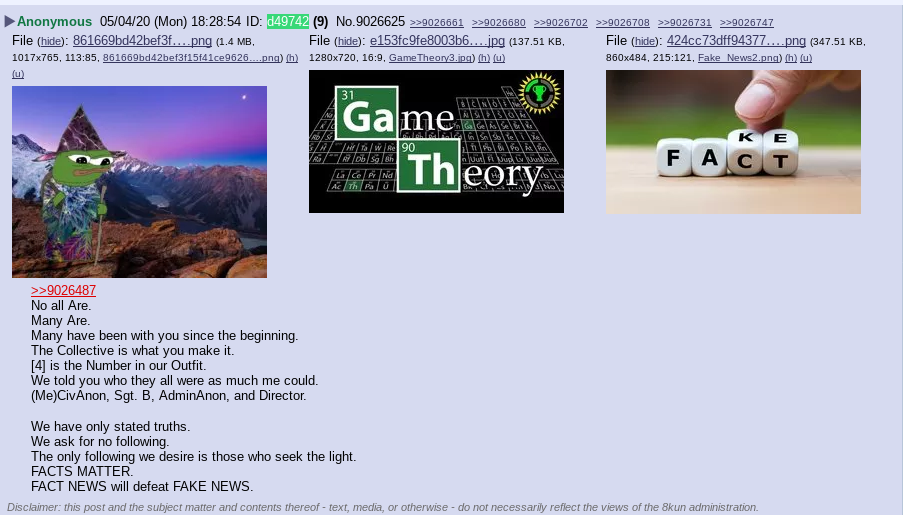 ▶Anonymous 05/04/20 (Mon) 18:28:54 ID: d49742 (9) No.9026625 >>9026661 >>9026680 >>9026702 >>9026708 >>9026731 >>9026747
File (hide): 861669bd42bef3f….png (1.4 MB,
1017x765, 113:85, 861669bd42bef3f15f41ce9626….png) (h)
(u)
File (hide): e153fc9fe8003b6….jpg (137.51 KB,
1280x720, 16:9, GameTheory3.jpg) (h) (u)
31
Game
90
Theory
File (hide): 424cc73dff94377….png (347.51 KB,
860x484, 215:121, Fake_News2.png) (h) (u)
K E
F A C T
>>9026487
No all Are.
Many Are.
Many have been with you since the beginning.
The Collective is what you make it.
[4] is the Number in our Outfit.
We told you who they all were as much me could.
(Me)CivAnon, Sgt. B, AdminAnon, and Director.
We have only stated truths.
We ask for no following.
The only following we desire is those who seek the light.
FACTS MATTER.
FACT NEWS will defeat FAKE NEWS.
Disclaimer: this post and the subject matter and contents thereof - text, media, or otherwise - do not necessarily reflect the views of the 8kun administration.